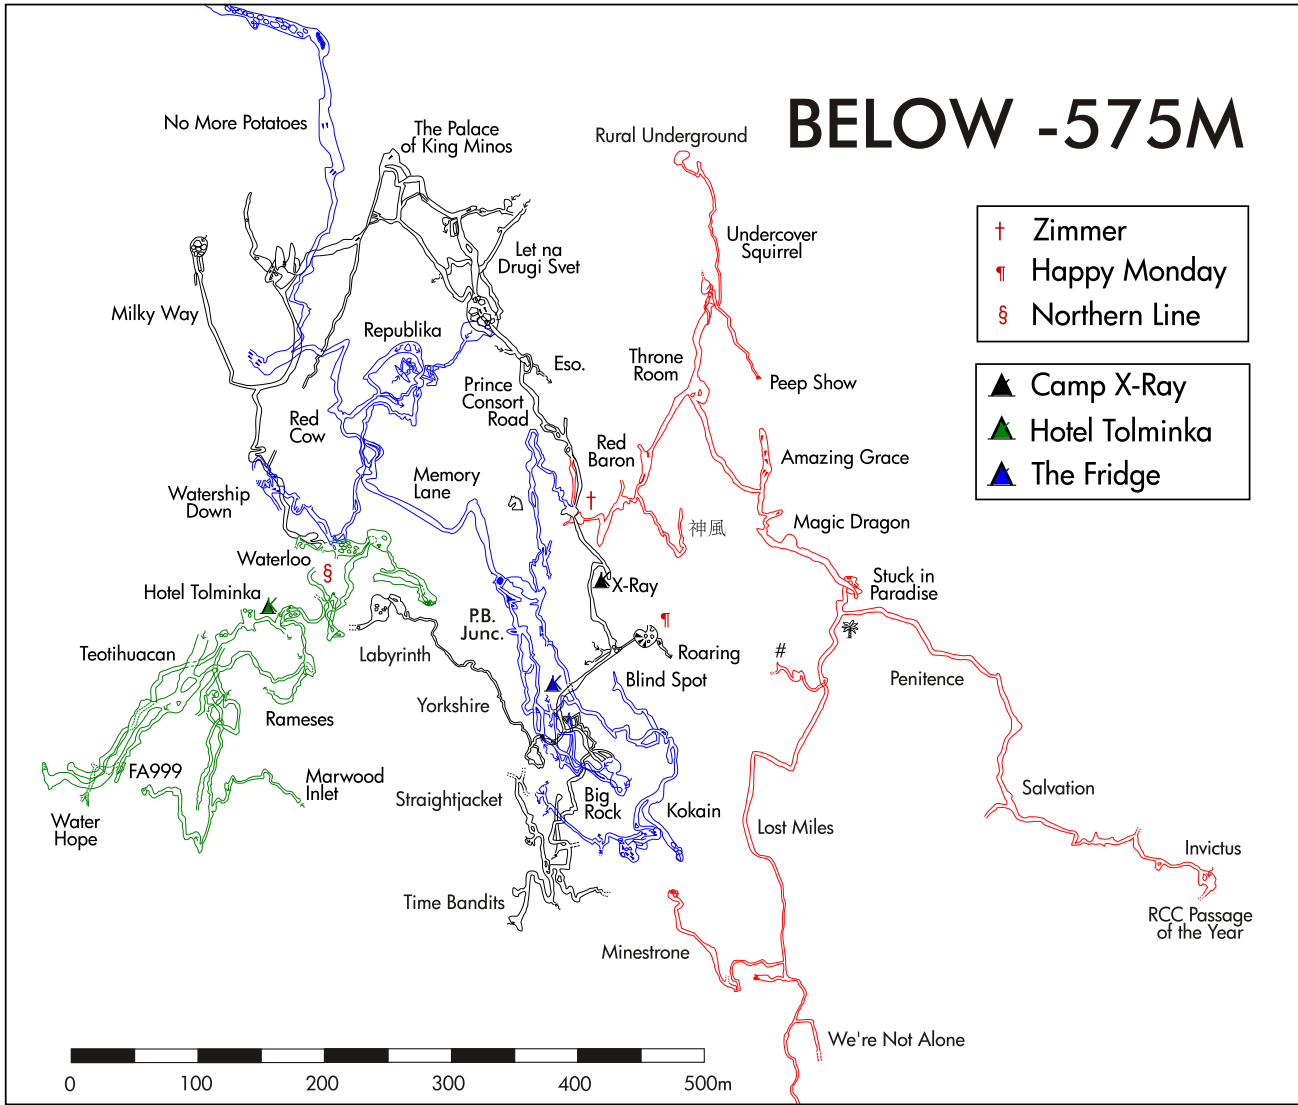 BELOW -575M
No More Potatoes
The Palace
of King Minos
Rural Underground
† Zimmer
¶ Happy Monday
§ Northern Line
Undercover
Squirrel
Let na
Drugi Svet
Milky Way
Republika
Eso.
Throne
Room
Peep Show
Camp X-Ray
Hotel Tolminka
The Fridge
Prince
Consort
Road
Red
Cow
Red
Baron
Amazing Grace
Memory
Lane
Watership
Down
†
神風
Magic Dragon
Waterloo
§
Hotel Tolminka
X-Ray
Stuck in
Paradise
P.B.
Junc.
¶
Teotihuacan
Labyrinth
Roaring
#
Blind Spot
Penitence
Yorkshire
Rameses
FA999
Marwood
Inlet
Straightjacket
Big
Rock
Kokain
Salvation
Water
Hope
Lost Miles
Invictus
Time Bandits
RCC Passage
of the Year
Minestrone
We're Not Alone
0 100 200 300 400 500m